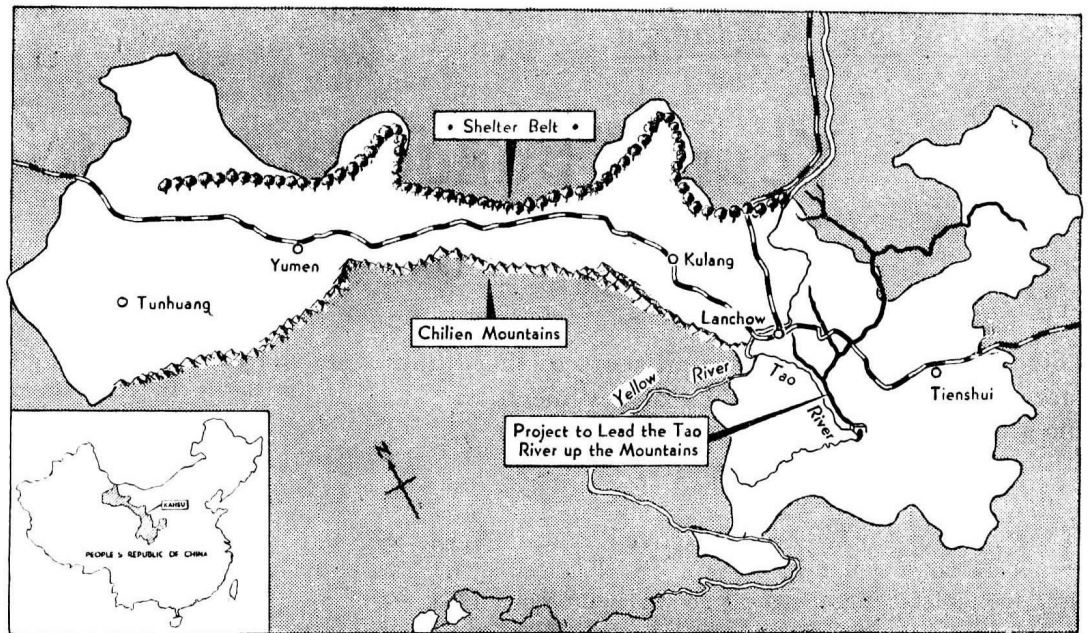 • Shelter Belt •
Yumen
Kulang
Tunhuang
Lanchow
Chilien Mountains
Yellow River
Tao
River
Tienshui
Project to Lead the Tao
River up the Mountains
N
KANSU
PEOPLE'S REPUBLIC OF CHINA